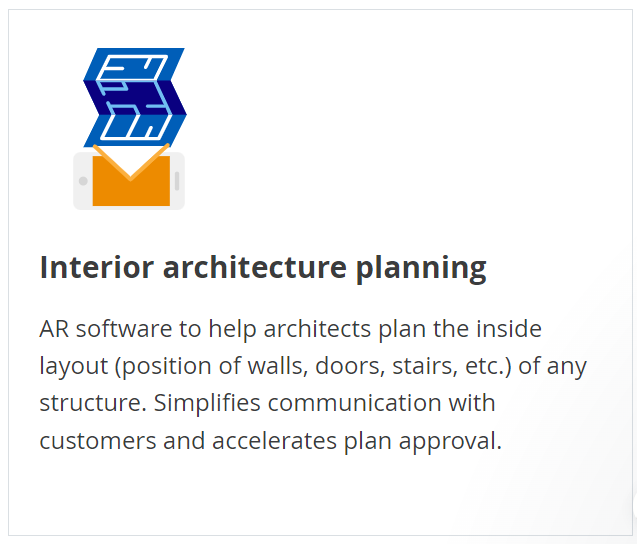 Interior architecture planning
AR software to help architects plan the inside
layout (position of walls, doors, stairs, etc.) of any
structure. Simplifies communication with
customers and accelerates plan approval.